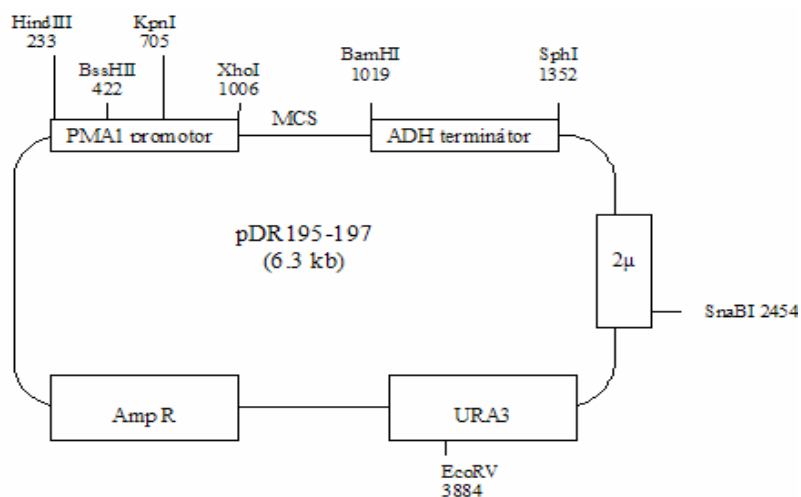 HindIII
233
KpnI
705
BssHII
422
XhoI
1006
BamHI
1019
SphI
1352
PMA1 promotor
MCS
ADH terminátor
pDR195-197
(6.3 kb)
2µ
SnaBI 2454
Amp R
URA3
EcoRV
3884